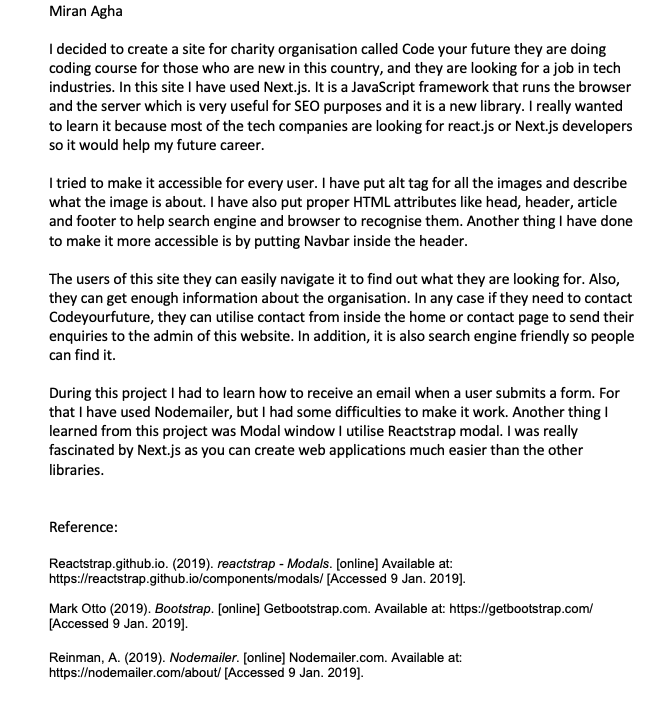 Miran Agha
I decided to create a site for charity organisation called Code your future they are doing
coding course for those who are new in this country, and they are looking for a job in tech
industries. In this site I have used Next.js. It is a JavaScript framework that runs the browser
and the server which is very useful for SEO purposes and it is a new library. I really wanted
to learn it because most of the tech companies are looking for react.js or Next.js developers
so it would help my future career.
I tried to make it accessible for every user. I have put alt tag for all the images and describe
what the image is about. I have also put proper HTML attributes like head, header, article
and footer to help search engine and browser to recognise them. Another thing I have done
to make it more accessible is by putting Navbar inside the header.
The users of this site they can easily navigate it to find out what they are looking for. Also,
they can get enough information about the organisation. In any case if they need to contact
Codeyourfuture, they can utilise contact from inside the home or contact page to send their
enquiries to the admin of this website. In addition, it is also search engine friendly so people
can find it.
During this project I had to learn how to receive an email when a user submits a form. For
that I have used Nodemailer, but I had some difficulties to make it work. Another thing I
learned from this project was Modal window I utilise Reactstrap modal. I was really
fascinated by Next.js as you can create web applications much easier than the other
libraries.
Reference:
Reactstrap.github.io. (2019). reactstrap - Modals. [online] Available at:
https://reactstrap.github.io/components/modals/ [Accessed 9 Jan. 2019].
Mark Otto (2019). Bootstrap. [online] Getbootstrap.com. Available at: https://getbootstrap.com/
[Accessed 9 Jan. 2019].
Reinman, A. (2019). Nodemailer. [online] Nodemailer.com. Available at:
https://nodemailer.com/about/ [Accessed 9 Jan. 2019].